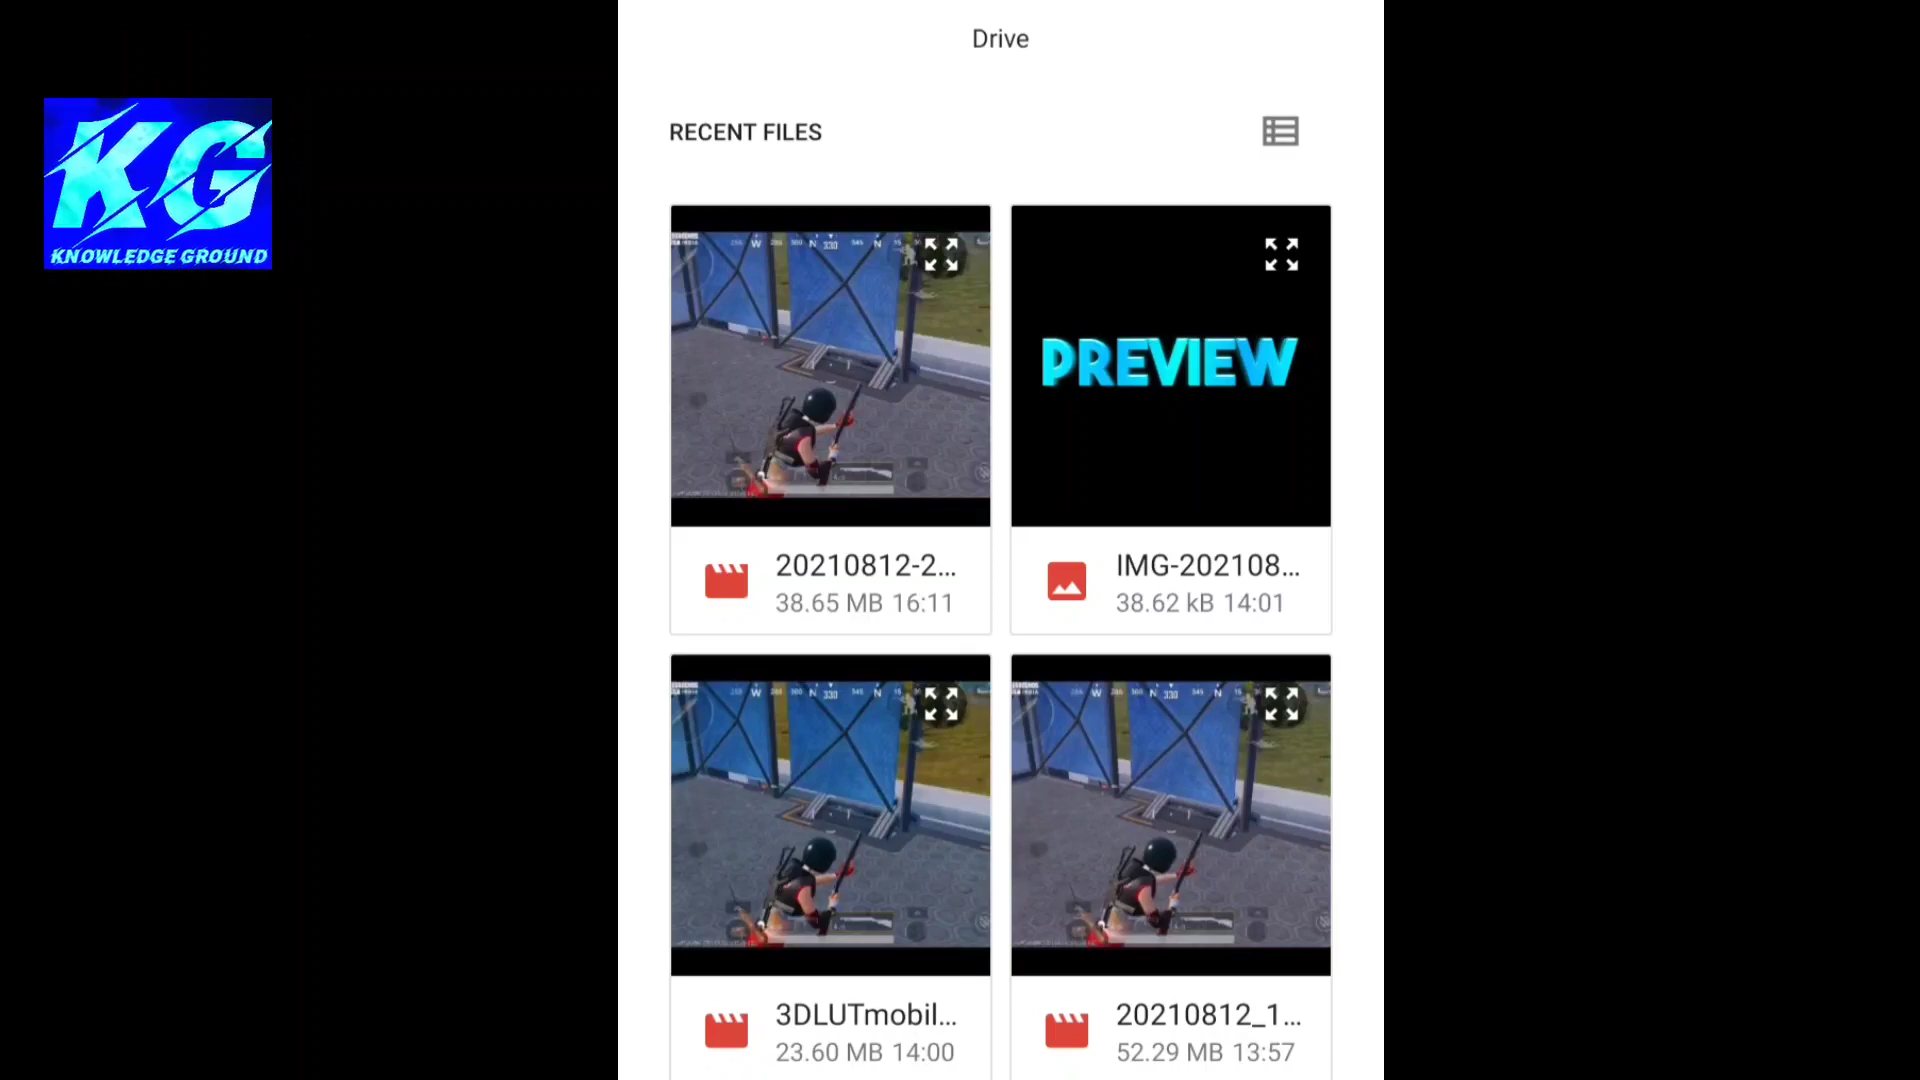 Drive
RECENT FILES
KG
KNOWLEDGE GROUND
PREVIEW
20210812-2...
38.65 MB 16:11
IMG-202108...
38.62 kB 14:01
3DLUTmobil...
23.60 MB 14:00
20210812_1...
52.29 MB 13:57